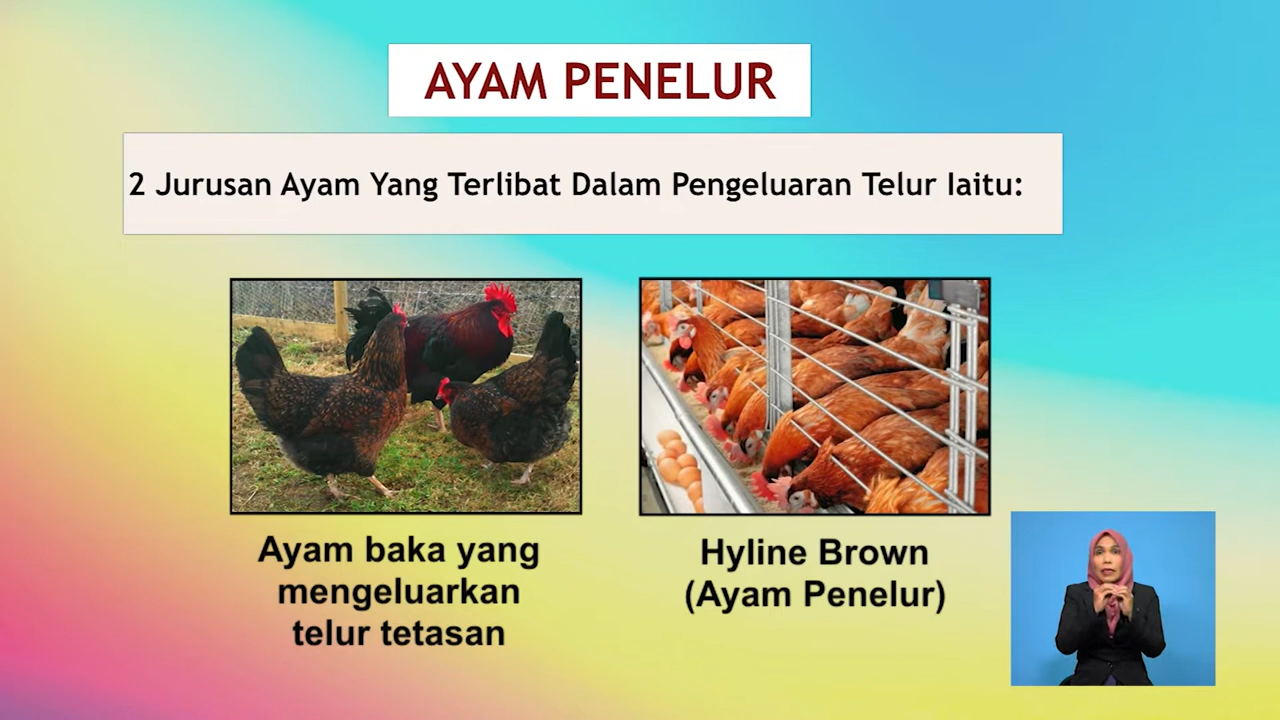 AYAM PENELUR
2 Jurusan Ayam Yang Terlibat Dalam Pengeluaran Telur Iaitu:
Ayam baka yang
mengeluarkan
telur tetasan
Hyline Brown
(Ayam Penelur)